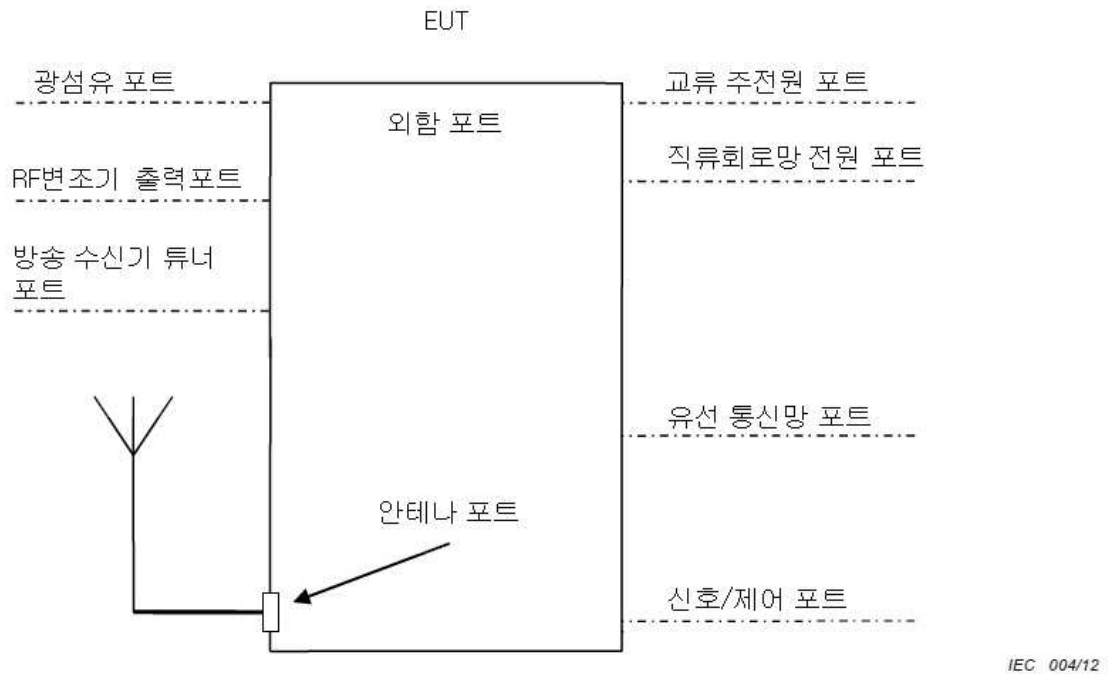 EUT
광섬유 포트
외함 포트
RF변조기 출력포트
방송 수신기 튜너
포트
교류 주전원 포트
직류회로망 전원 포트
유선 통신망 포트
안테나 포트
신호/제어 포트
IEC 004/12